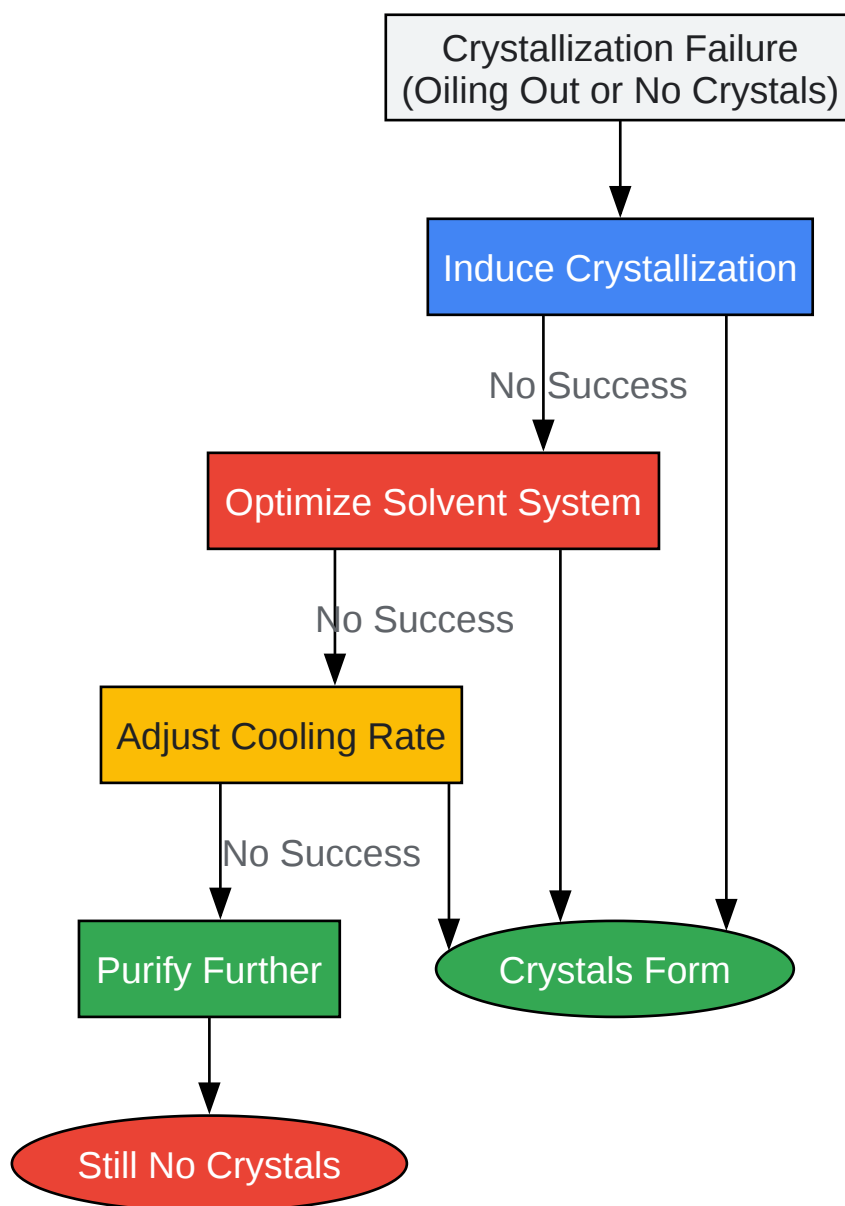 Crystallization Failure
(Oiling Out or No Crystals)
Induce Crystallization
No Success
Optimize Solvent System
No Success
Adjust Cooling Rate
No Success
Purify Further
Crystals Form
Still No Crystals